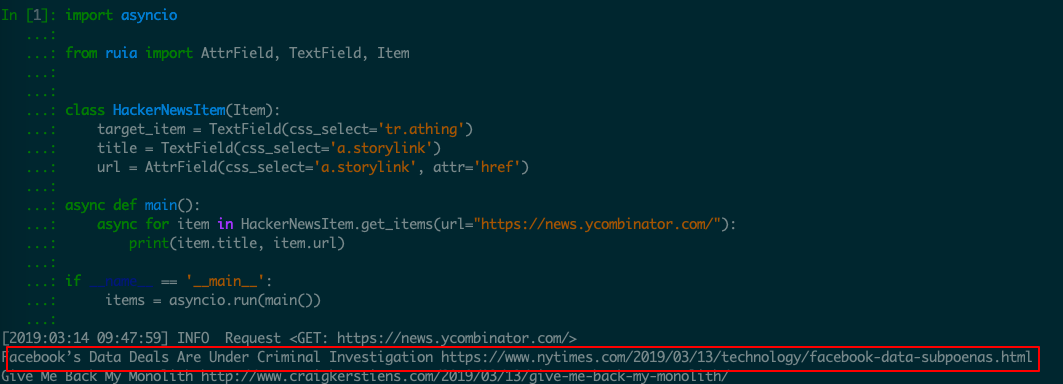 In [1]: import asyncio
   ...:
   ...: from ruia import AttrField, TextField, Item
   ...:
   ...:
   ...: class HackerNewsItem(Item):
   ...:     target_item = TextField(css_select='tr.athing')
   ...:     title = TextField(css_select='a.storylink')
   ...:     url = AttrField(css_select='a.storylink', attr='href')
   ...:
   ...: async def main():
   ...:     async for item in HackerNewsItem.get_items(url="https://news.ycombinator.com/"):
   ...:         print(item.title, item.url)
   ...:
   ...: if __name__ == '__main__':
   ...:      items = asyncio.run(main())
   ...:
[2019:03:14 09:47:59] INFO  Request <GET: https://news.ycombinator.com/>
Facebook’s Data Deals Are Under Criminal Investigation https://www.nytimes.com/2019/03/13/technology/facebook-data-subpoenas.html
Give Me Back My Monolith http://www.craigkerstiens.com/2019/03/13/give-me-back-my-monolith/